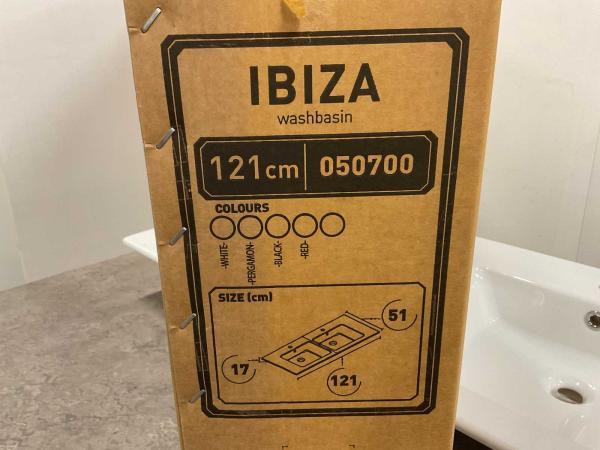 IBIZA
washbasin
121cm 050700
COLOURS
-WHITE- -PERGAMON- -BLACK- -RED-
SIZE (cm)
51
17
121